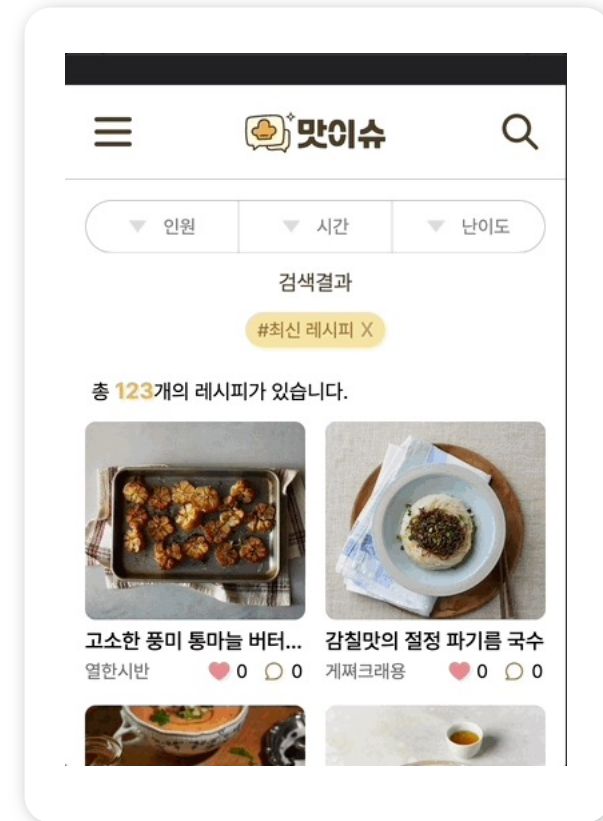 맛이슈
인원 시간 난이도
검색결과
#최신 레시피 X
총 123개의 레시피가 있습니다.
고소한 풍미 통마늘 버터... 감칠맛의 절정 파기름 국수
열한시반 0 0 게쪄크래용 0 0